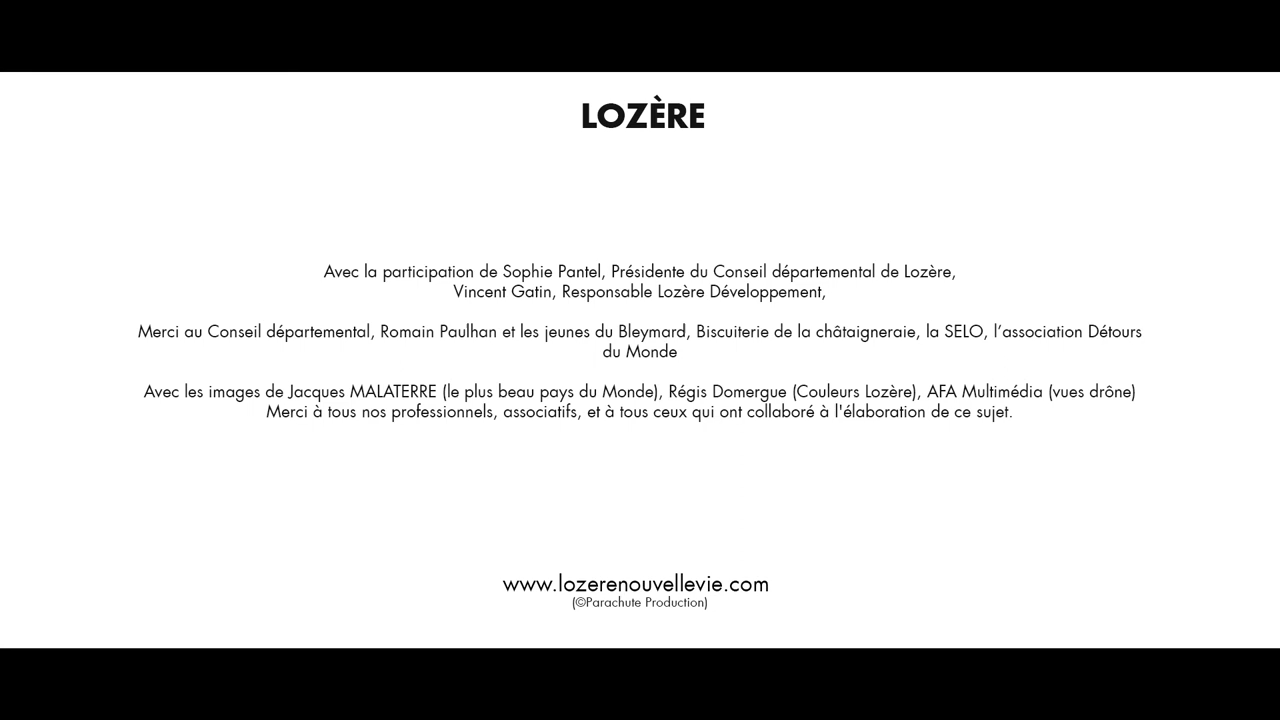 LOZÈRE
Avec la participation de Sophie Pantel, Présidente du Conseil départemental de Lozère,
Vincent Gatin, Responsable Lozère Développement,
Merci au Conseil départemental, Romain Paulhan et les jeunes du Bleymard, Biscuiterie de la châtaigneraie, la SELO, l’association Détours
du Monde
Avec les images de Jacques MALATERRE (le plus beau pays du Monde), Régis Domergue (Couleurs Lozère), AFA Multimédia (vues drône)
Merci à tous nos professionnels, associatifs, et à tous ceux qui ont collaboré à l'élaboration de ce sujet.
www.lozerenouvellevie.com
(©Parachute Production)